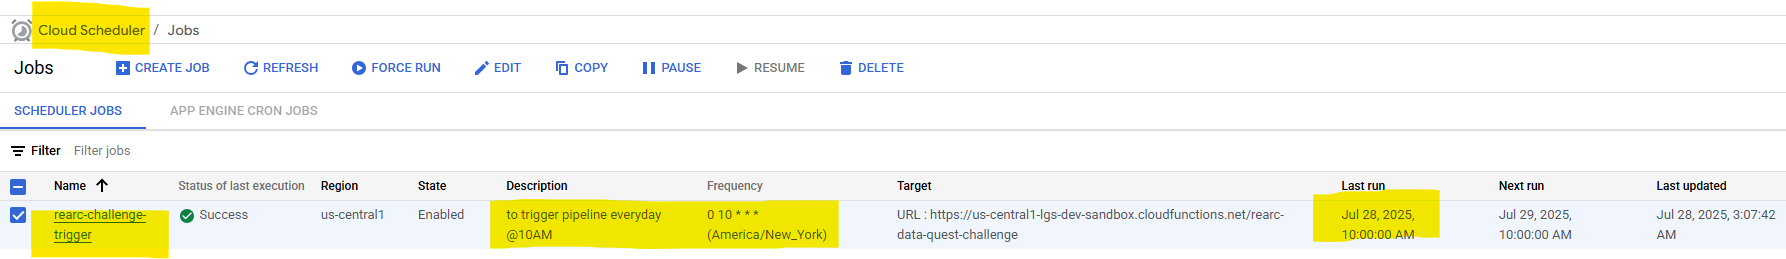 Cloud Scheduler / Jobs
Jobs CREATE JOB REFRESH FORCE RUN EDIT COPY PAUSE RESUME DELETE
SCHEDULER JOBS APP ENGINE CRON JOBS
Filter Filter jobs
Name Status of last execution Region State Description Frequency Target Last run Next run Last updated
rearc-challenge- Success us-central1 Enabled to trigger pipeline everyday 0 10 * * * URL : https://us-central1-lgs-dev-sandbox.cloudfunctions.net/rearc- Jul 28, 2025, Jul 29, 2025, Jul 28, 2025, 3:07:42
trigger @10AM (America/New_York) data-quest-challenge 10:00:00 AM 10:00:00 AM AM